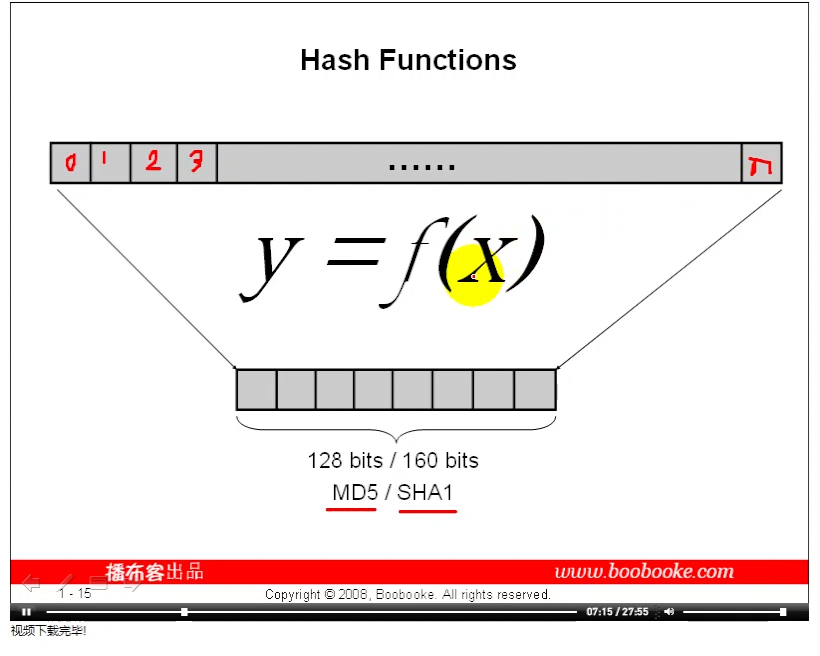 Hash Functions
0 1 2 3 ...... n
y = f(x)
128 bits / 160 bits
MD5 / SHA1
播布客出品 www.boobooke.com
1 - 15 Copyright © 2008, Boobooke. All rights reserved.
07:15 / 27:55
视频下载完毕!